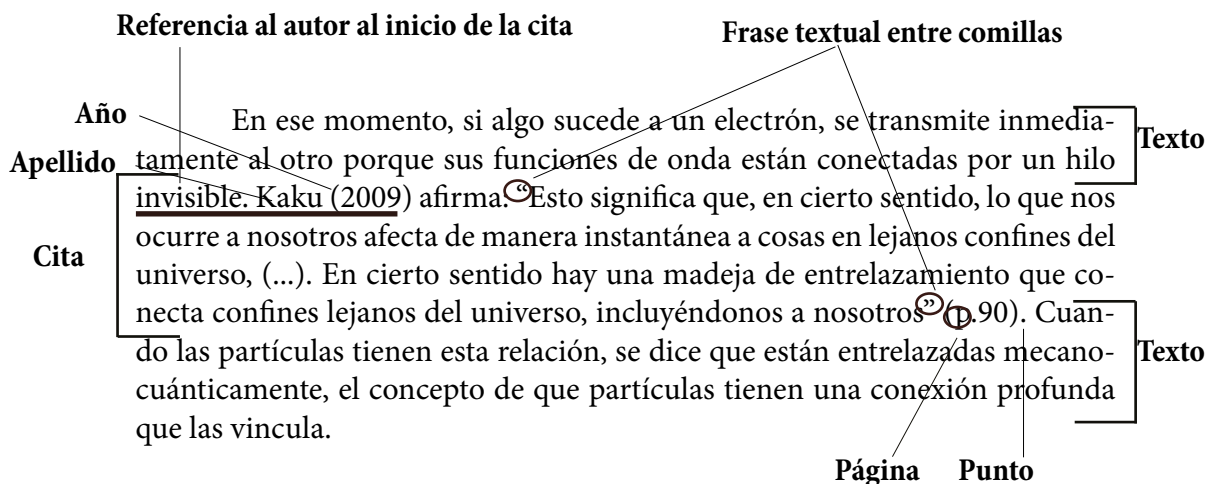 Referencia al autor al inicio de la cita
Frase textual entre comillas
Año
Apellido
Cita
En ese momento, si algo sucede a un electrón, se transmite inmedia-
tamente al otro porque sus funciones de onda están conectadas por un hilo
invisible. Kaku (2009) afirma: “Esto significa que, en cierto sentido, lo que nos
ocurre a nosotros afecta de manera instantánea a cosas en lejanos confines del
universo, (...). En cierto sentido hay una madeja de entrelazamiento que co-
necta confines lejanos del universo, incluyéndonos a nosotros” (p.90). Cuan-
do las partículas tienen esta relación, se dice que están entrelazadas mecano-
cuánticamente, el concepto de que partículas tienen una conexión profunda
que las vincula.
Texto
Texto
Página
Punto